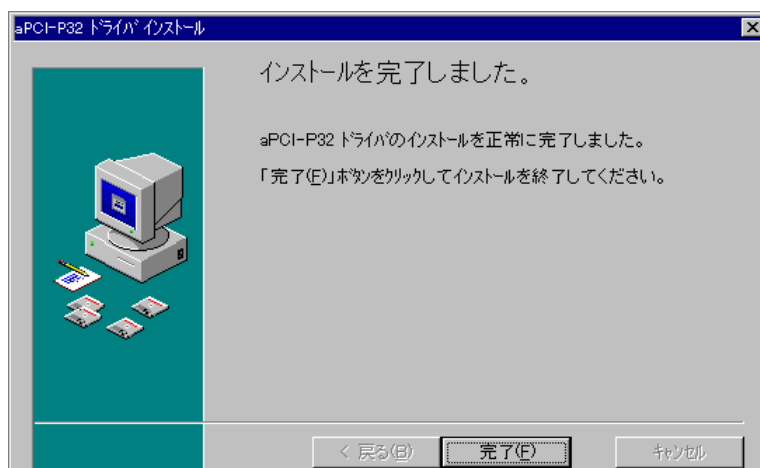 aPCI-P32 ﾄﾞﾗｲﾊﾞ ｲﾝｽﾄｰﾙ
インストールを完了しました。
aPCI-P32 ドライバのインストールを正常に完了しました。
「完了(F)」ボタンをクリックしてインストールを終了してください。
< 戻る(B)
完了(F)
ｷｬﾝｾﾙ